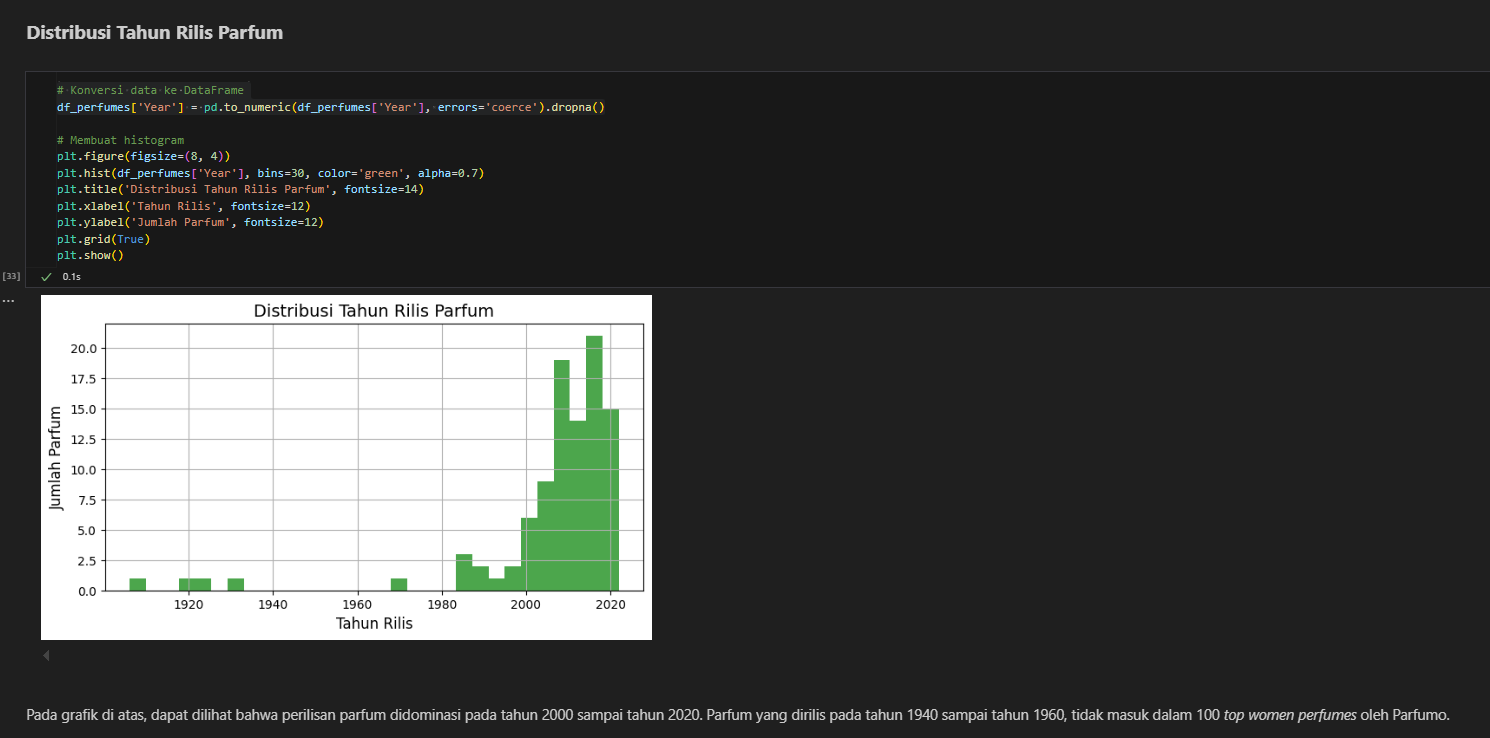 Distribusi Tahun Rilis Parfum
# Konversi data ke DataFrame
df_perfumes['Year'] = pd.to_numeric(df_perfumes['Year'], errors='coerce').dropna()
# Membuat histogram
plt.figure(figsize=(8, 4))
plt.hist(df_perfumes['Year'], bins=30, color='green', alpha=0.7)
plt.title('Distribusi Tahun Rilis Parfum', fontsize=14)
plt.xlabel('Tahun Rilis', fontsize=12)
plt.ylabel('Jumlah Parfum', fontsize=12)
plt.grid(True)
plt.show()
[33]
0.1s
...
Distribusi Tahun Rilis Parfum
Jumlah Parfum
20.0
17.5
15.0
12.5
10.0
7.5
5.0
2.5
0.0
1920 1940 1960 1980 2000 2020
Tahun Rilis
Pada grafik di atas, dapat dilihat bahwa perilisan parfum didominasi pada tahun 2000 sampai tahun 2020. Parfum yang dirilis pada tahun 1940 sampai tahun 1960, tidak masuk dalam 100 top women perfumes oleh Parfumo.